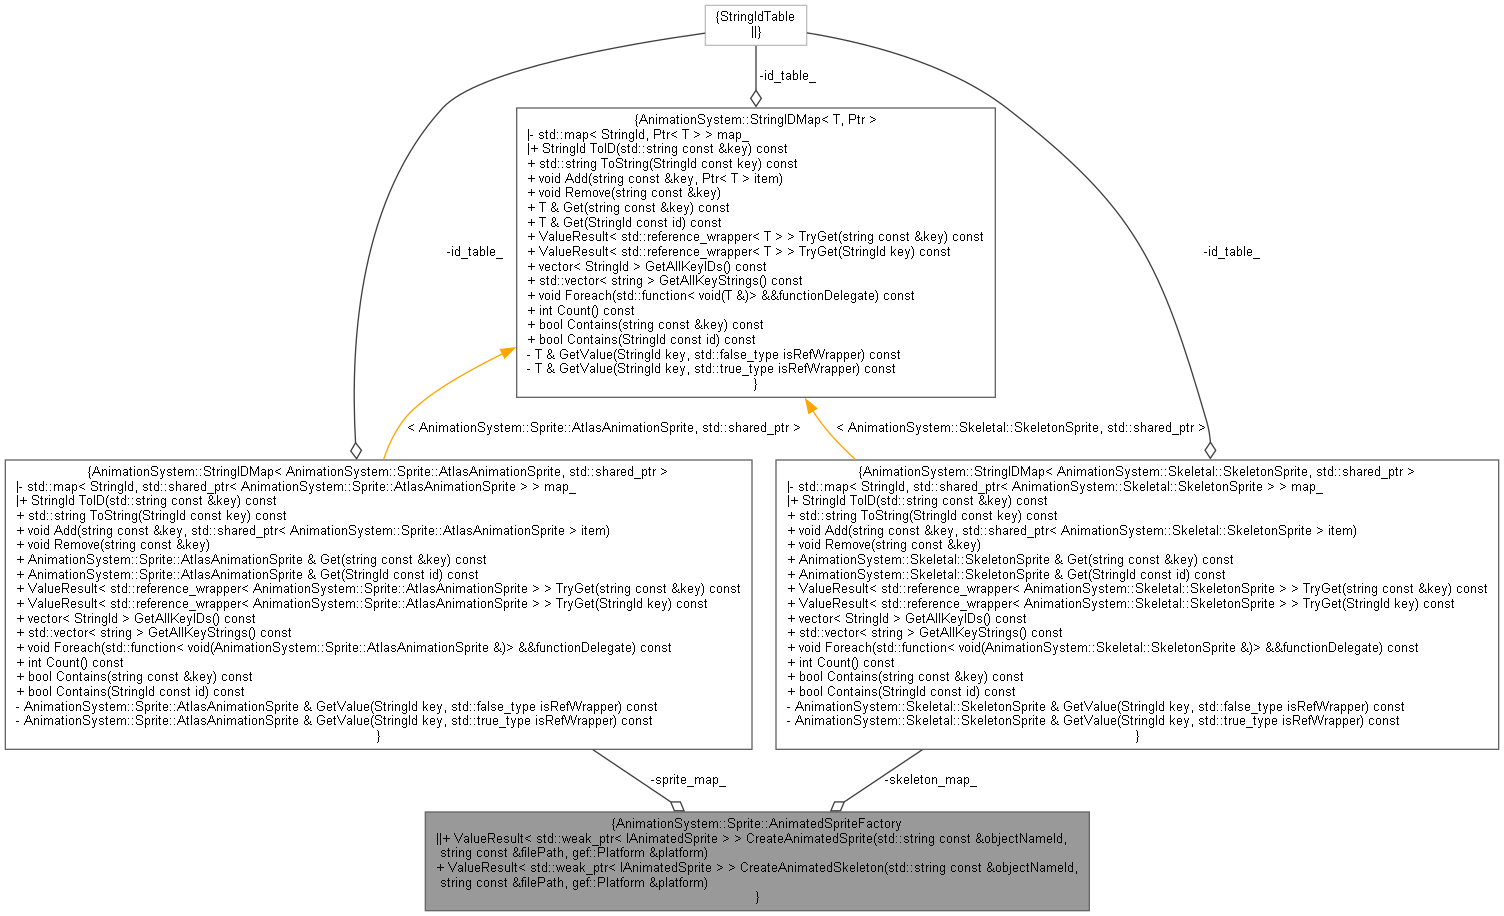 {StringIdTable
||}
-id_table_
{AnimationSystem::StringIDMap< T, Ptr >
|- std::map< StringId, Ptr< T > > map_
|+ StringId ToID(std::string const &key) const
+ std::string ToString(StringId const key) const
+ void Add(string const &key, Ptr< T > item)
+ void Remove(string const &key)
+ T & Get(string const &key) const
+ T & Get(StringId const id) const
+ ValueResult< std::reference_wrapper< T > > TryGet(string const &key) const
+ ValueResult< std::reference_wrapper< T > > TryGet(StringId key) const
+ vector< StringId > GetAllKeyIDs() const
+ std::vector< string > GetAllKeyStrings() const
+ void Foreach(std::function< void(T &)> &&functionDelegate) const
+ int Count() const
+ bool Contains(string const &key) const
+ bool Contains(StringId const id) const
- T & GetValue(StringId key, std::false_type isRefWrapper) const
- T & GetValue(StringId key, std::true_type isRefWrapper) const
}
-id_table_
-id_table_
< AnimationSystem::Sprite::AtlasAnimationSprite, std::shared_ptr >
< AnimationSystem::Skeletal::SkeletonSprite, std::shared_ptr >
{AnimationSystem::StringIDMap< AnimationSystem::Sprite::AtlasAnimationSprite, std::shared_ptr >
|- std::map< StringId, std::shared_ptr< AnimationSystem::Sprite::AtlasAnimationSprite > > map_
|+ StringId ToID(std::string const &key) const
+ std::string ToString(StringId const key) const
+ void Add(string const &key, std::shared_ptr< AnimationSystem::Sprite::AtlasAnimationSprite > item)
+ void Remove(string const &key)
+ AnimationSystem::Sprite::AtlasAnimationSprite & Get(string const &key) const
+ AnimationSystem::Sprite::AtlasAnimationSprite & Get(StringId const id) const
+ ValueResult< std::reference_wrapper< AnimationSystem::Sprite::AtlasAnimationSprite > > TryGet(string const &key) const
+ ValueResult< std::reference_wrapper< AnimationSystem::Sprite::AtlasAnimationSprite > > TryGet(StringId key) const
+ vector< StringId > GetAllKeyIDs() const
+ std::vector< string > GetAllKeyStrings() const
+ void Foreach(std::function< void(AnimationSystem::Sprite::AtlasAnimationSprite &)> &&functionDelegate) const
+ int Count() const
+ bool Contains(string const &key) const
+ bool Contains(StringId const id) const
- AnimationSystem::Sprite::AtlasAnimationSprite & GetValue(StringId key, std::false_type isRefWrapper) const
- AnimationSystem::Sprite::AtlasAnimationSprite & GetValue(StringId key, std::true_type isRefWrapper) const
}
{AnimationSystem::StringIDMap< AnimationSystem::Skeletal::SkeletonSprite, std::shared_ptr >
|- std::map< StringId, std::shared_ptr< AnimationSystem::Skeletal::SkeletonSprite > > map_
|+ StringId ToID(std::string const &key) const
+ std::string ToString(StringId const key) const
+ void Add(string const &key, std::shared_ptr< AnimationSystem::Skeletal::SkeletonSprite > item)
+ void Remove(string const &key)
+ AnimationSystem::Skeletal::SkeletonSprite & Get(string const &key) const
+ AnimationSystem::Skeletal::SkeletonSprite & Get(StringId const id) const
+ ValueResult< std::reference_wrapper< AnimationSystem::Skeletal::SkeletonSprite > > TryGet(string const &key) const
+ ValueResult< std::reference_wrapper< AnimationSystem::Skeletal::SkeletonSprite > > TryGet(StringId key) const
+ vector< StringId > GetAllKeyIDs() const
+ std::vector< string > GetAllKeyStrings() const
+ void Foreach(std::function< void(AnimationSystem::Skeletal::SkeletonSprite &)> &&functionDelegate) const
+ int Count() const
+ bool Contains(string const &key) const
+ bool Contains(StringId const id) const
- AnimationSystem::Skeletal::SkeletonSprite & GetValue(StringId key, std::false_type isRefWrapper) const
- AnimationSystem::Skeletal::SkeletonSprite & GetValue(StringId key, std::true_type isRefWrapper) const
}
-sprite_map_
-skeleton_map_
{AnimationSystem::Sprite::AnimatedSpriteFactory
||+ ValueResult< std::weak_ptr< IAnimatedSprite > > CreateAnimatedSprite(std::string const &objectNameId,
string const &filePath, gef::Platform &platform)
+ ValueResult< std::weak_ptr< IAnimatedSprite > > CreateAnimatedSkeleton(std::string const &objectNameId,
string const &filePath, gef::Platform &platform)
}